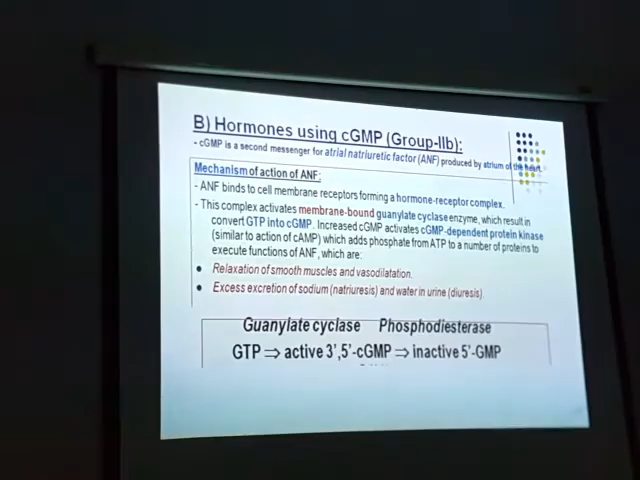 B) Hormones using cGMP (Group-IIb):
- cGMP is a second messenger for atrial natriuretic factor (ANF) produced by atrium of the heart.
Mechanism of action of ANF:
- ANF binds to cell membrane receptors forming a hormone-receptor complex.
- This complex activates membrane-bound guanylate cyclase enzyme, which result in
convert GTP into cGMP. Increased cGMP activates cGMP-dependent protein kinase
(similar to action of cAMP) which adds phosphate from ATP to a number of proteins to
execute functions of ANF, which are:
• Relaxation of smooth muscles and vasodilatation.
• Excess excretion of sodium (natriuresis) and water in urine (diuresis).
Guanylate cyclase Phosphodiesterase
GTP ⇒ active 3',5'-cGMP ⇒ inactive 5'-GMP